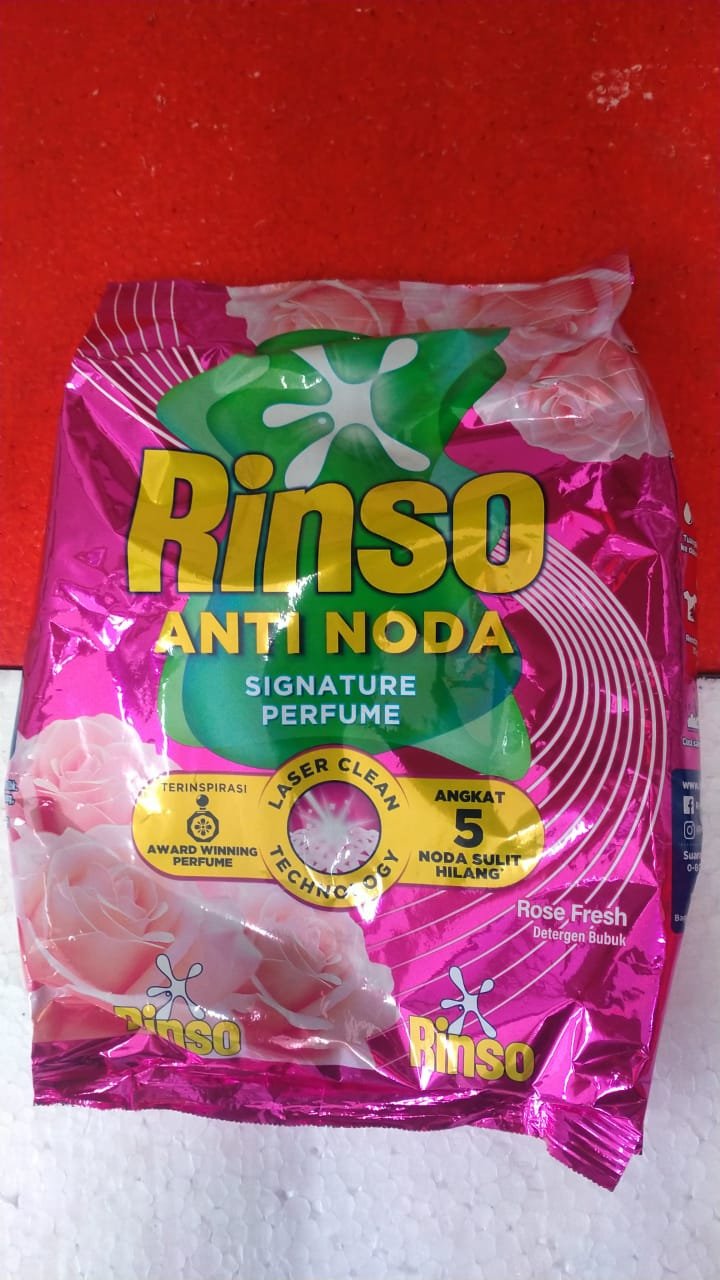 Rinso
ANTI NODA
SIGNATURE
PERFUME
TERINSPIRASI
AWARD WINNING
PERFUME
LASER CLEAN
TECHNOLOGY
ANGKAT
5
NODA SULIT
HILANG*
Rose Fresh
Detergen Bubuk
Rinso
Rinso
www.